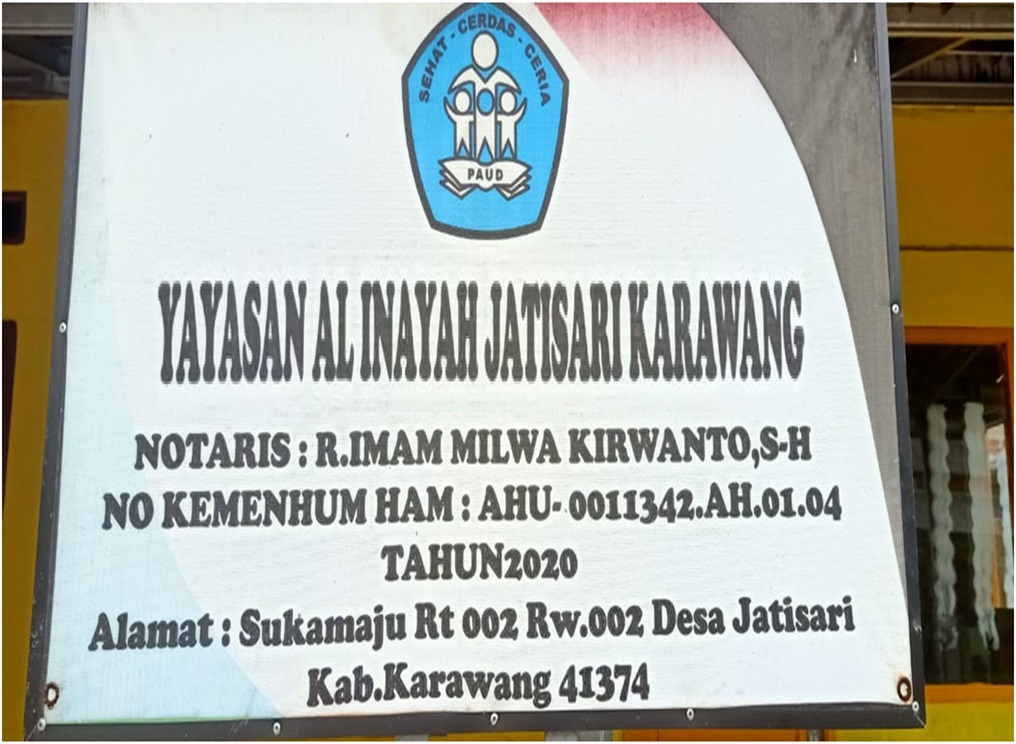 SEHAT - CERDAS - CERIA
PAUD
YAYASAN AL INAYAH JATISARI KARAWANG
NOTARIS : R.IMAM MILWA KIRWANTO,S-H
NO KEMENHUM HAM : AHU- 0011342.AH.01.04
TAHUN2020
Alamat : Sukamaju Rt 002 Rw.002 Desa Jatisari
Kab.Karawang 41374